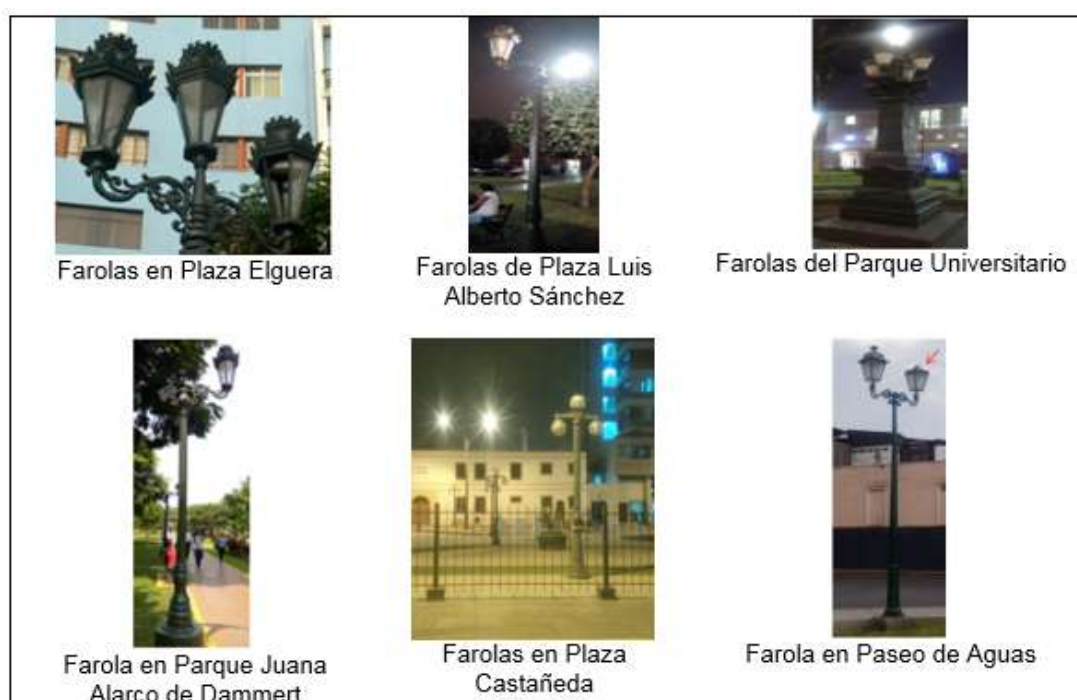 Farolas en Plaza Elguera
Farolas de Plaza Luis
Alberto Sánchez
Farolas del Parque Universitario
Farola en Parque Juana
Alarco de Dammert
Farolas en Plaza
Castañeda
Farola en Paseo de Aguas